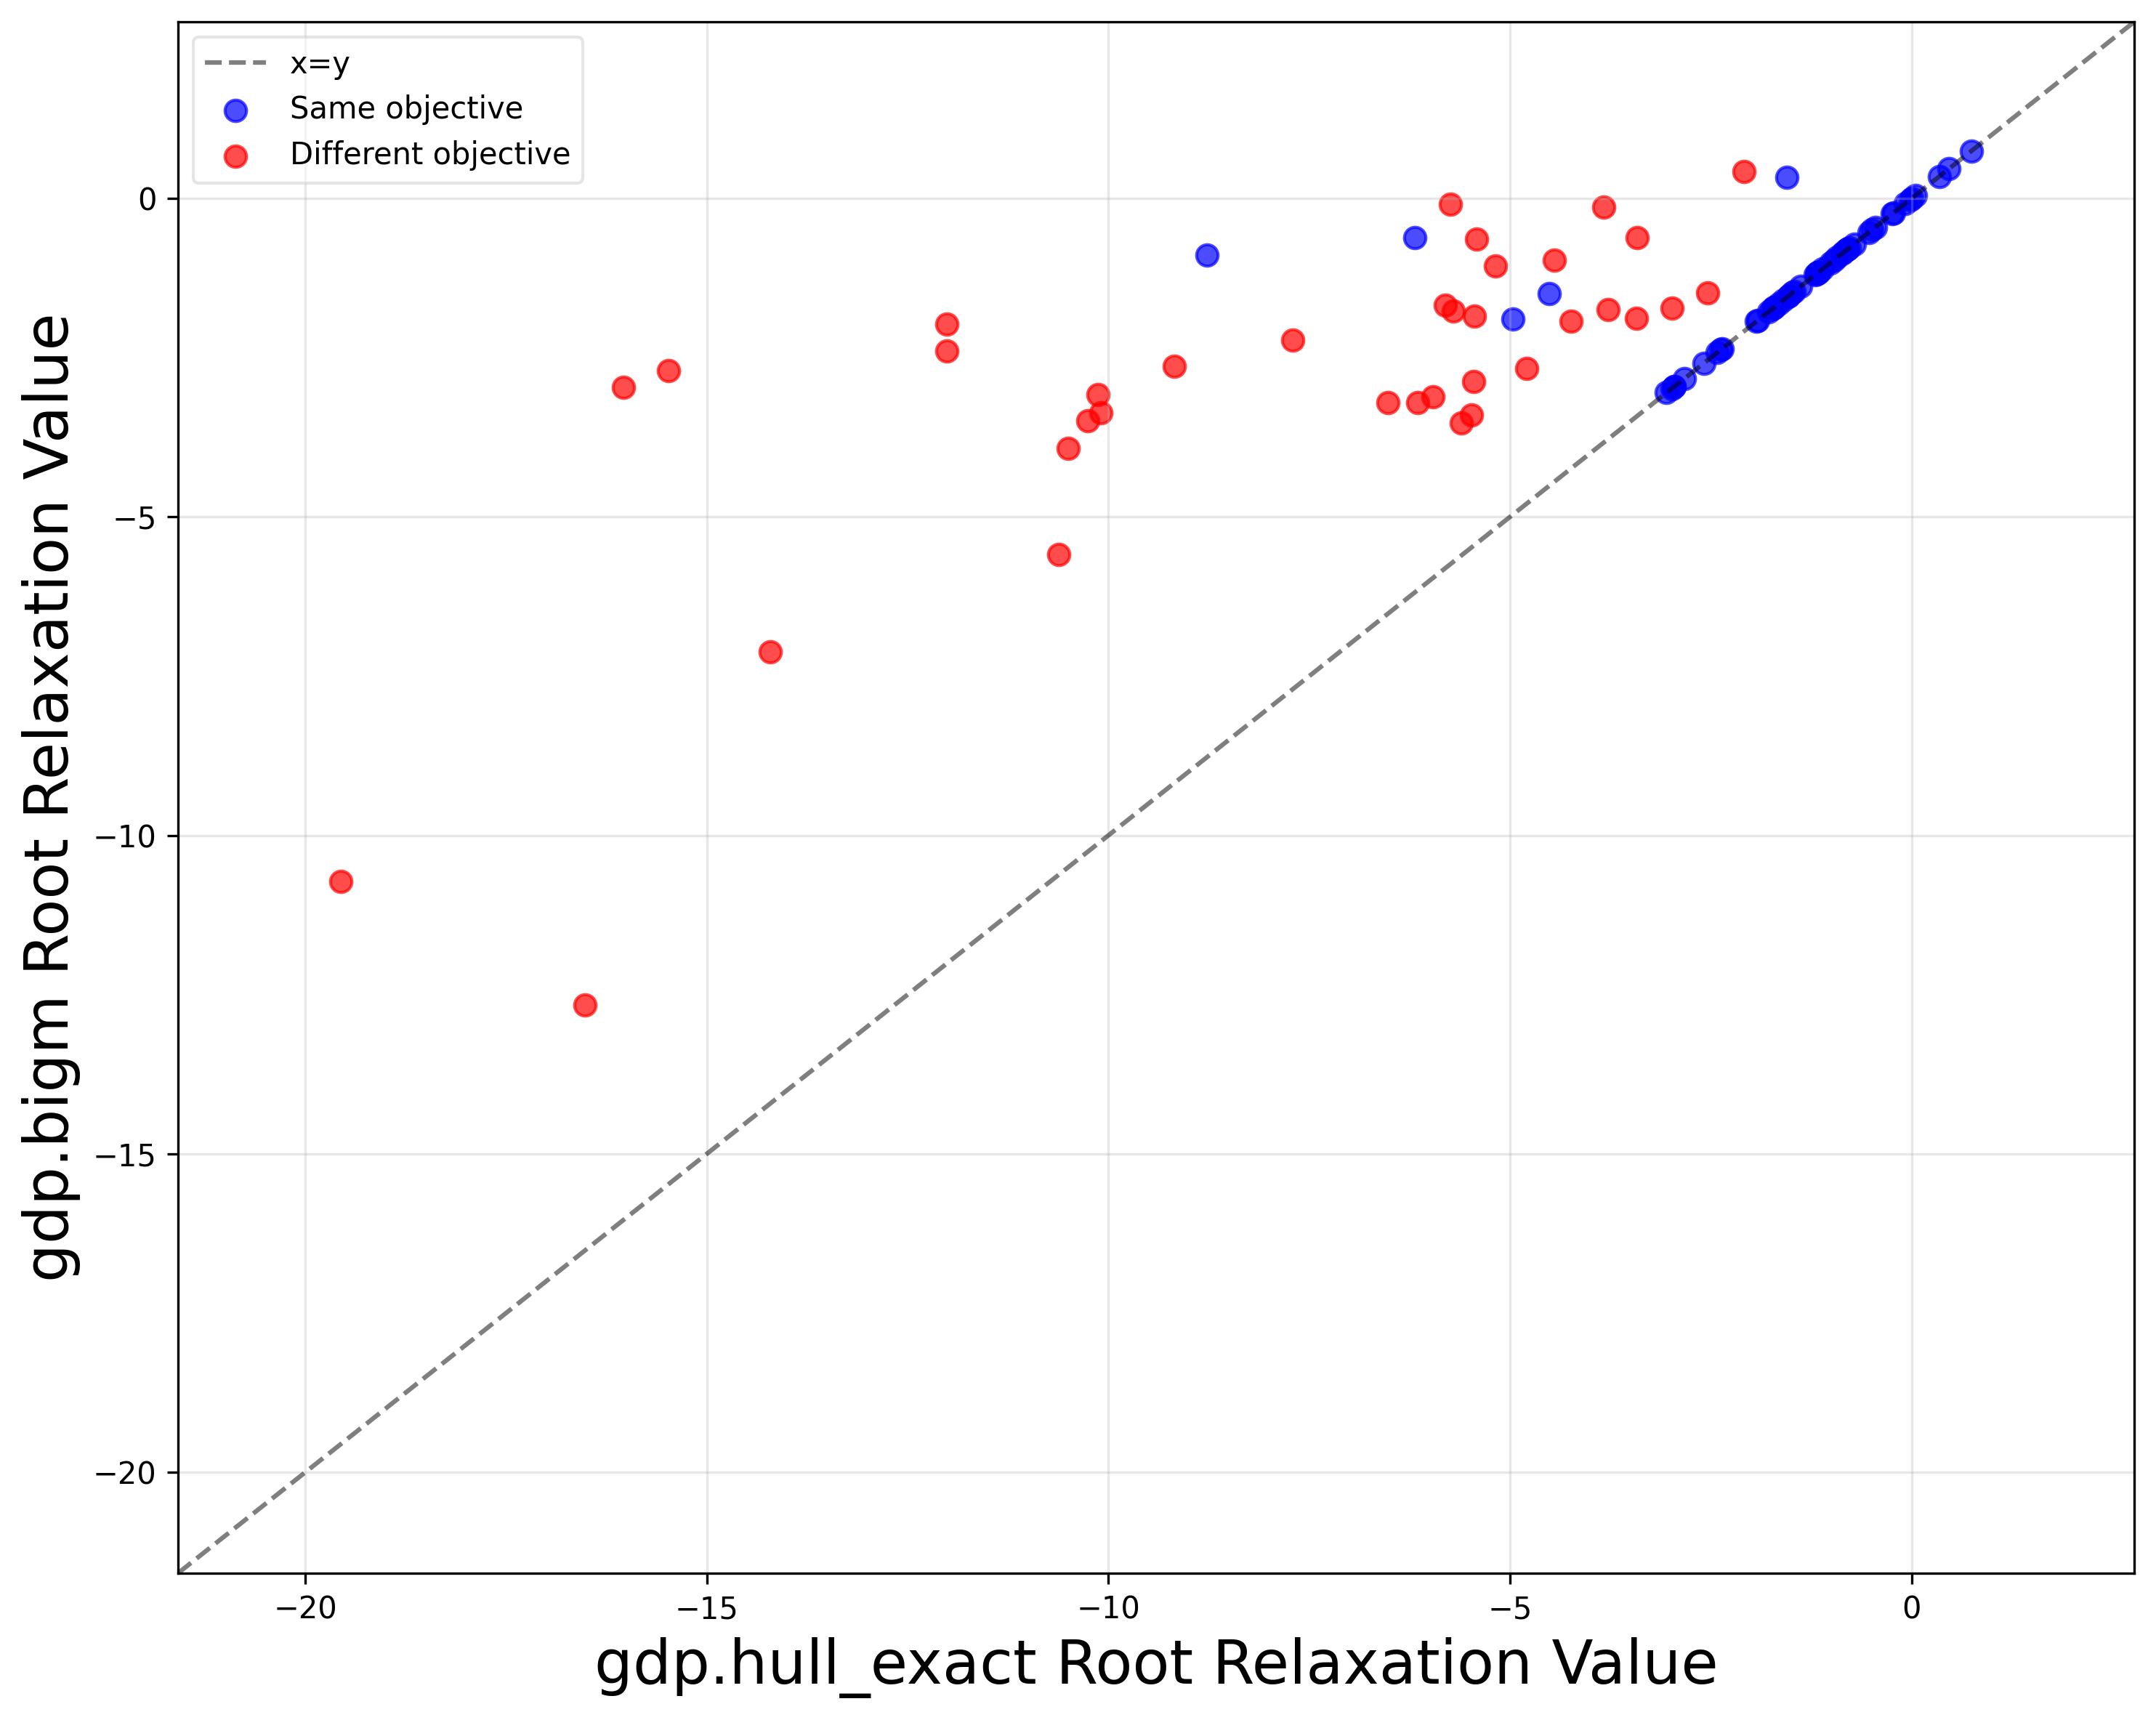 x=y
Same objective
Different objective
gdp.bigm Root Relaxation Value
0
−5
−10
−15
−20
−20
−15
−10
−5
0
gdp.hull_exact Root Relaxation Value